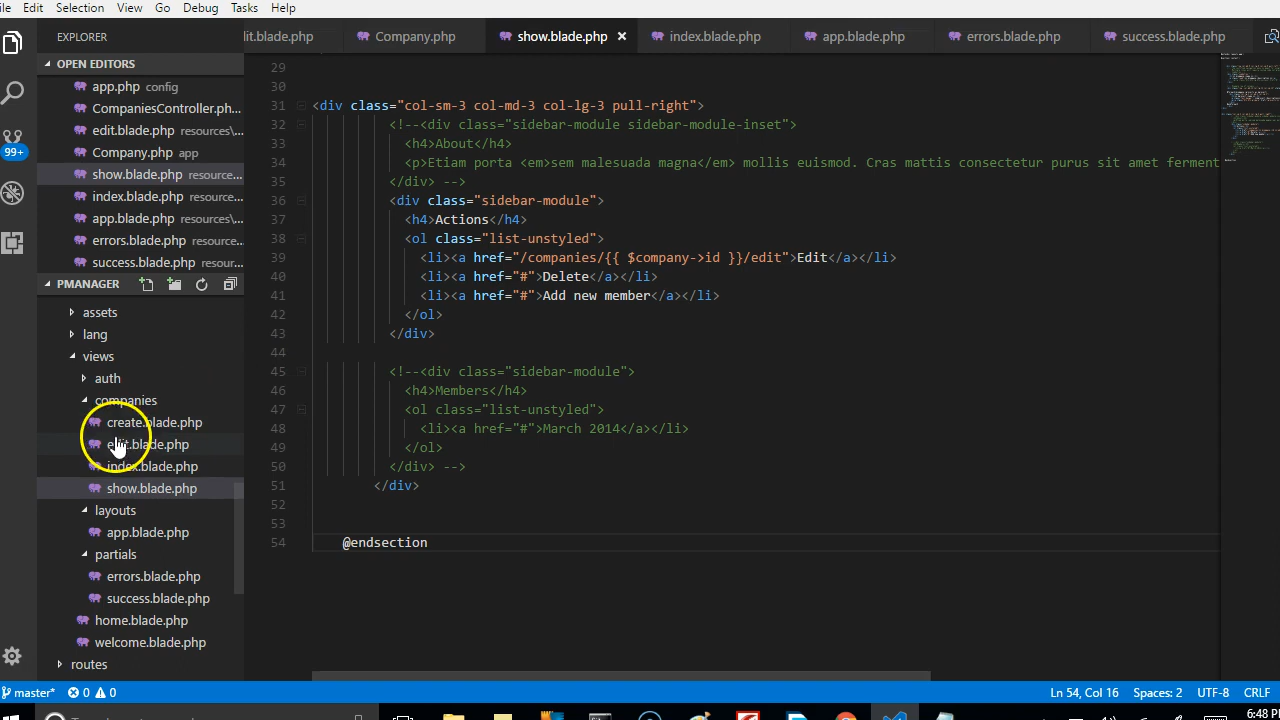 ile Edit Selection View Go Debug Tasks Help
EXPLORER
dit.blade.php Company.php show.blade.php × index.blade.php app.blade.php errors.blade.php success.blade.php
OPEN EDITORS
app.php config
CompaniesController.ph...
edit.blade.php resources\...
Company.php app
show.blade.php resource...
index.blade.php resource...
app.blade.php resources\...
errors.blade.php resource...
success.blade.php resour...
99+
PMANAGER
assets
lang
views
auth
companies
create.blade.php
edit.blade.php
index.blade.php
show.blade.php
layouts
app.blade.php
partials
errors.blade.php
success.blade.php
home.blade.php
welcome.blade.php
routes
29
30
31 <div class="col-sm-3 col-md-3 col-lg-3 pull-right">
32 <!--<div class="sidebar-module sidebar-module-inset">
33 <h4>About</h4>
34 <p>Etiam porta <em>sem malesuada magna</em> mollis euismod. Cras mattis consectetur purus sit amet ferment
35 </div> -->
36 <div class="sidebar-module">
37 <h4>Actions</h4>
38 <ol class="list-unstyled">
39 <li><a href="/companies/{{ $company->id }}/edit">Edit</a></li>
40 <li><a href="#">Delete</a></li>
41 <li><a href="#">Add new member</a></li>
42 </ol>
43 </div>
44
45 <!--<div class="sidebar-module">
46 <h4>Members</h4>
47 <ol class="list-unstyled">
48 <li><a href="#">March 2014</a></li>
49 </ol>
50 </div> -->
51 </div>
52
53
54 @endsection
master* 0 0 Ln 54, Col 16 Spaces: 2 UTF-8 CRLF
6:48 P